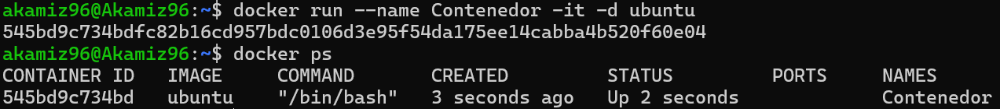 akamiz96@Akamiz96:~$ docker run --name Contenedor -it -d ubuntu
545bd9c734bdfc82b16cd957bdc0106d3e95f54da175ee14cabba4b520f60e04
akamiz96@Akamiz96:~$ docker ps
CONTAINER ID   IMAGE     COMMAND       CREATED         STATUS         PORTS     NAMES
545bd9c734bd   ubuntu    "/bin/bash"   3 seconds ago   Up 2 seconds             Contenedor